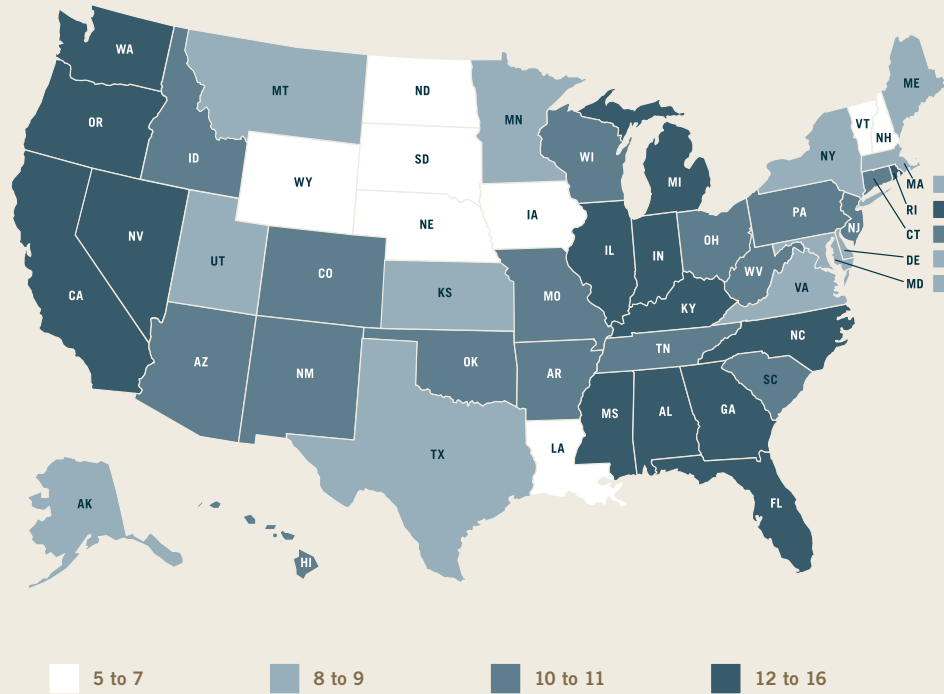 WA
OR
CA
NV
ID
MT
WY
UT
AZ
CO
NM
ND
SD
NE
KS
OK
TX
MN
IA
MO
AR
LA
WI
IL
MI
IN
OH
KY
TN
MS
AL
GA
FL
SC
NC
VA
WV
PA
NY
NJ
VT
NH
ME
MA
RI
CT
DE
MD
AK
HI
5 to 7
8 to 9
10 to 11
12 to 16